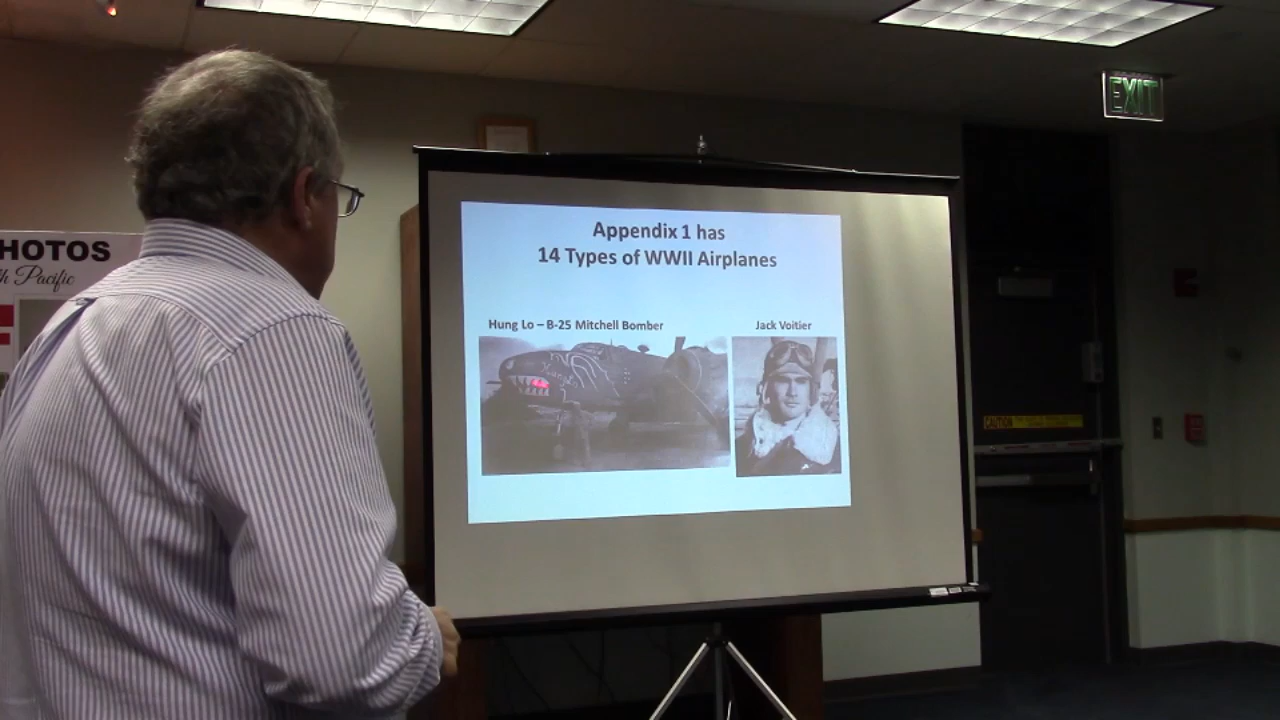 EXIT
HOTOS
h Pacific
Appendix 1 has
14 Types of WWII Airplanes
Hung Lo – B-25 Mitchell Bomber
Jack Voitier
CAUTION